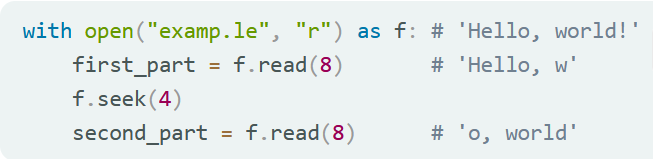 with open("examp.le", "r") as f: # 'Hello, world!'
    first_part = f.read(8)       # 'Hello, w'
    f.seek(4)
    second_part = f.read(8)      # 'o, world'